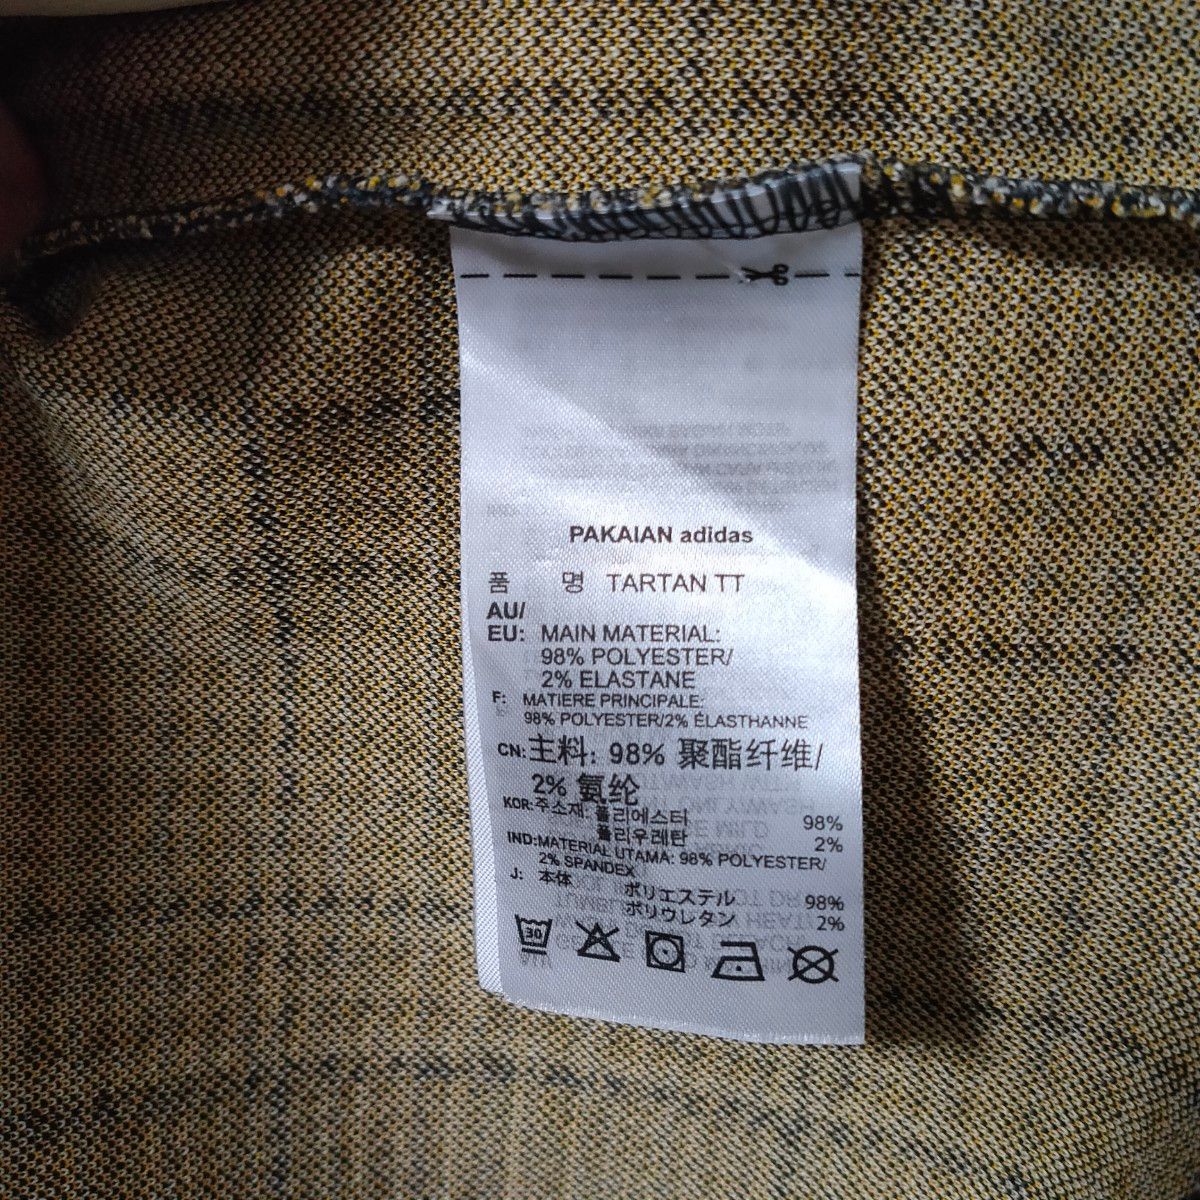 PAKAIAN adidas
품 명 TARTAN TT
AU/
EU: MAIN MATERIAL:
98% POLYESTER/
2% ELASTANE
F: MATIERE PRINCIPALE:
98% POLYESTER/2% ÉLASTHANNE
CN: 主料: 98% 聚酯纤维/
2% 氨纶
KOR: 주소재: 폴리에스터 98%
폴리우레탄 2%
IND: MATERIAL UTAMA: 98% POLYESTER/
2% SPANDEX
J: 本体 ポリエステル 98%
ポリウレタン 2%
30